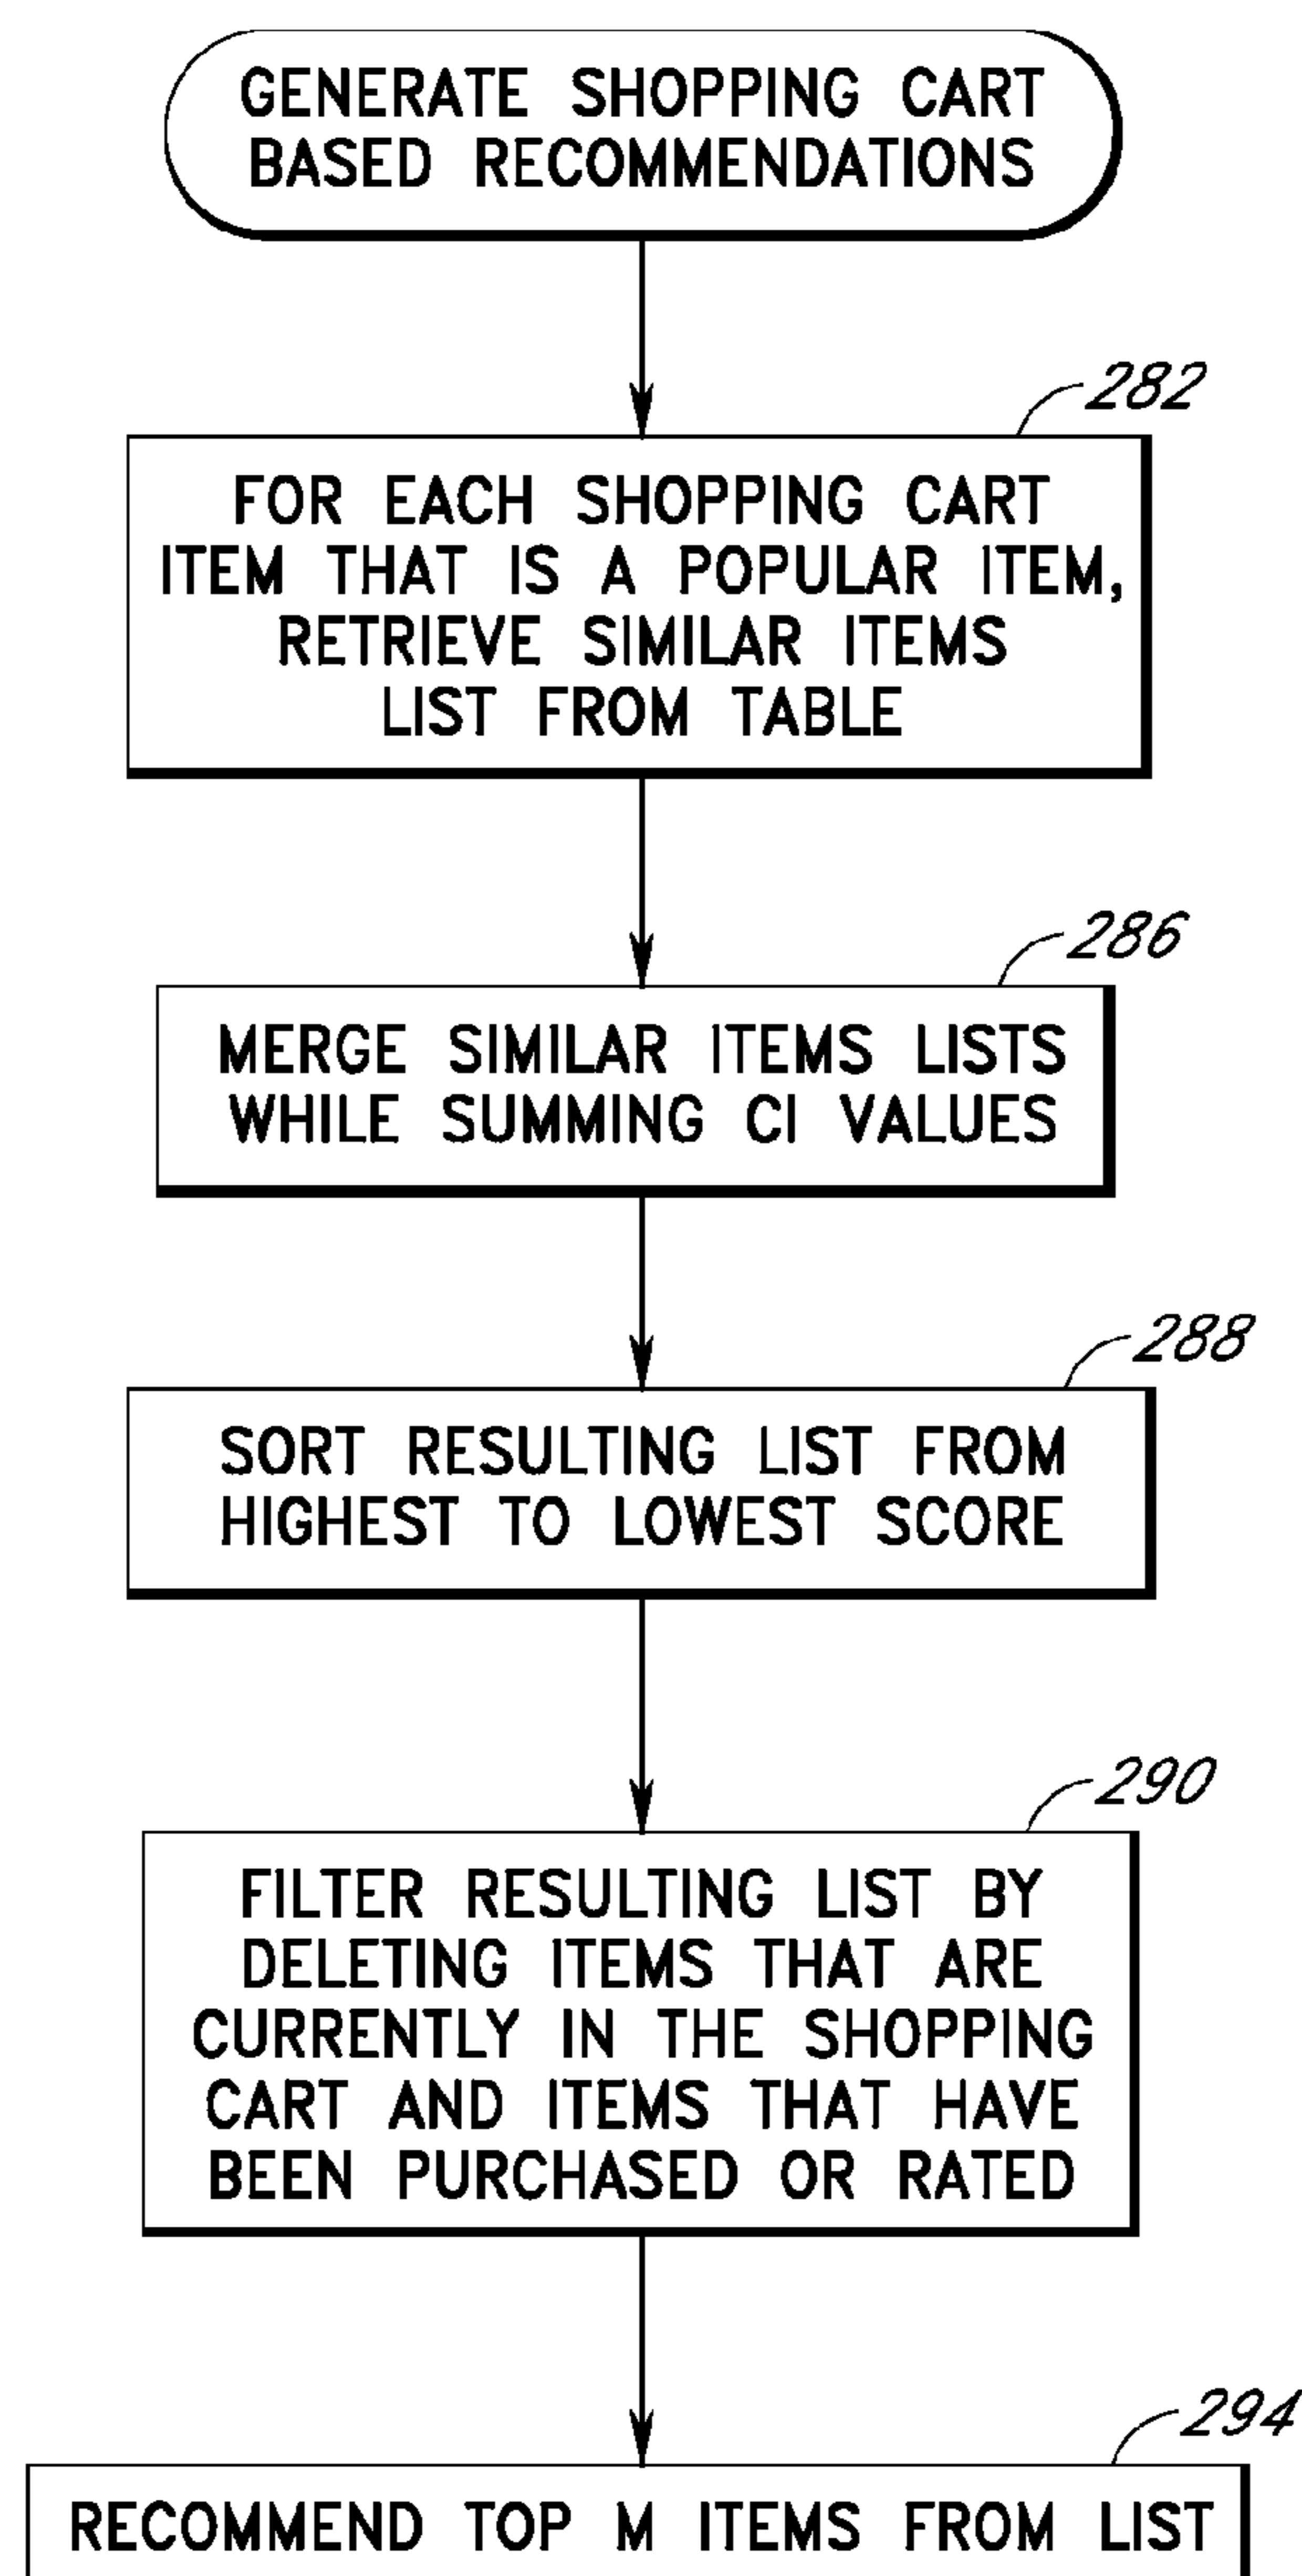 GENERATE SHOPPING CART
BASED RECOMMENDATIONS
282
FOR EACH SHOPPING CART
ITEM THAT IS A POPULAR ITEM,
RETRIEVE SIMILAR ITEMS
LIST FROM TABLE
286
MERGE SIMILAR ITEMS LISTS
WHILE SUMMING CI VALUES
288
SORT RESULTING LIST FROM
HIGHEST TO LOWEST SCORE
290
FILTER RESULTING LIST BY
DELETING ITEMS THAT ARE
CURRENTLY IN THE SHOPPING
CART AND ITEMS THAT HAVE
BEEN PURCHASED OR RATED
294
RECOMMEND TOP M ITEMS FROM LIST